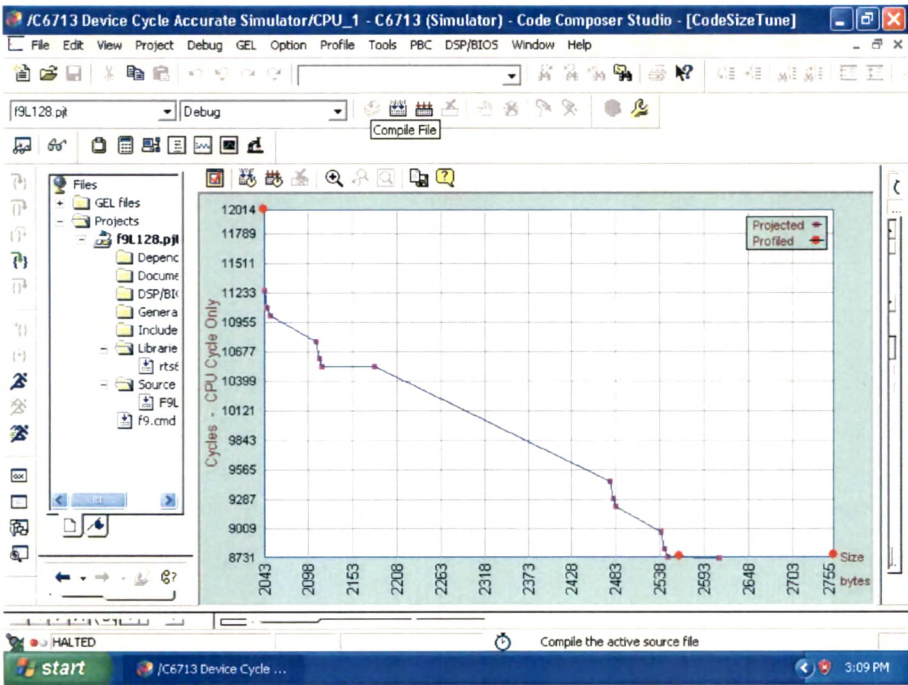 /C6713 Device Cycle Accurate Simulator/CPU_1 - C6713 (Simulator) - Code Composer Studio - [CodeSizeTune]
File Edit View Project Debug GEL Option Profile Tools PBC DSP/BIOS Window Help
f9L128.pjt Debug
Compile File
Files
GEL files
Projects
f9L128.pjt
Depenc
Docume
DSP/BI
Genera
Include
Librarie
rts6
Source
F9L
f9.cmd
12014
11789
11511
11233
10955
10677
10399
10121
9843
9565
9287
9009
8731
Cycles - CPU Cycle Only
Projected
Profiled
2043 2098 2153 2208 2263 2318 2373 2428 2483 2538 2593 2648 2703 2755
Size
bytes
HALTED
Compile the active source file
start
/C6713 Device Cycle ...
3:09 PM